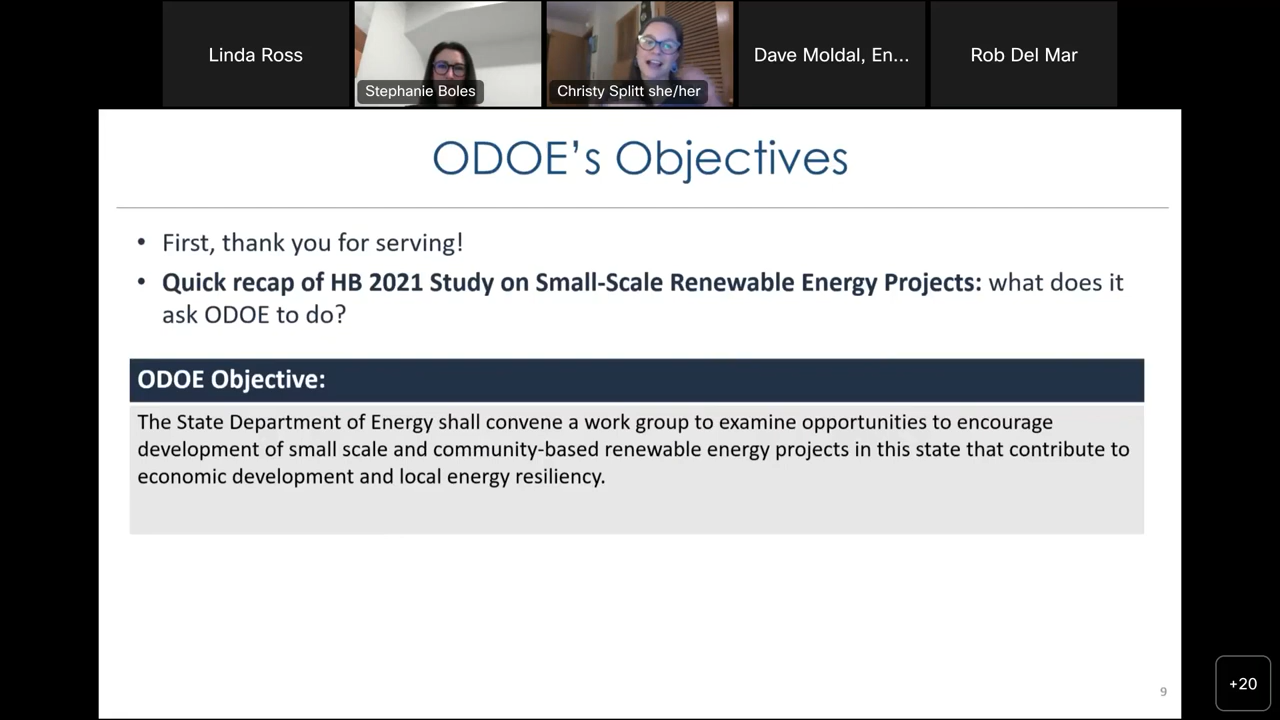 Linda Ross
Stephanie Boles
Christy Splitt she/her
Dave Moldal, En...
Rob Del Mar
ODOE's Objectives
• First, thank you for serving!
• Quick recap of HB 2021 Study on Small-Scale Renewable Energy Projects: what does it
ask ODOE to do?
ODOE Objective:
The State Department of Energy shall convene a work group to examine opportunities to encourage
development of small scale and community-based renewable energy projects in this state that contribute to
economic development and local energy resiliency.
9
+20